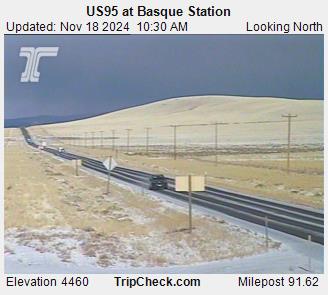 US95 at Basque Station
Updated: Nov 18 2024 10:30 AM Looking North
Elevation 4460 TripCheck.com Milepost 91.62